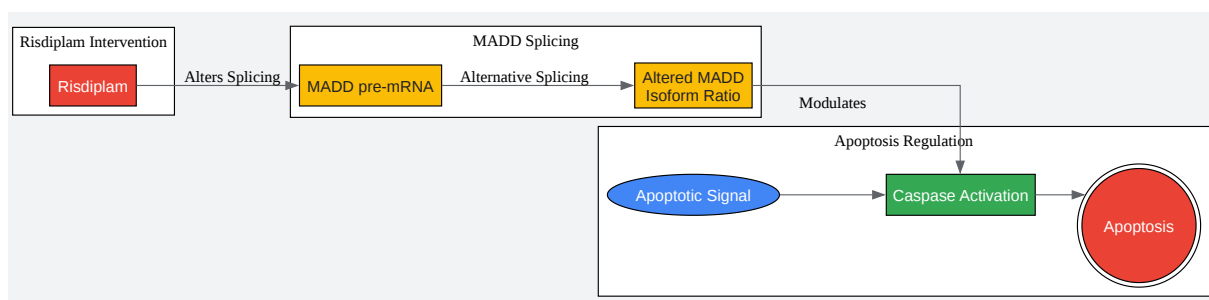 Risdiplam Intervention
MADD Splicing
Risdiplam
Alters Splicing
MADD pre-mRNA
Alternative Splicing
Altered MADD
Isoform Ratio
Modulates
Apoptosis Regulation
Apoptotic Signal
Caspase Activation
Apoptosis